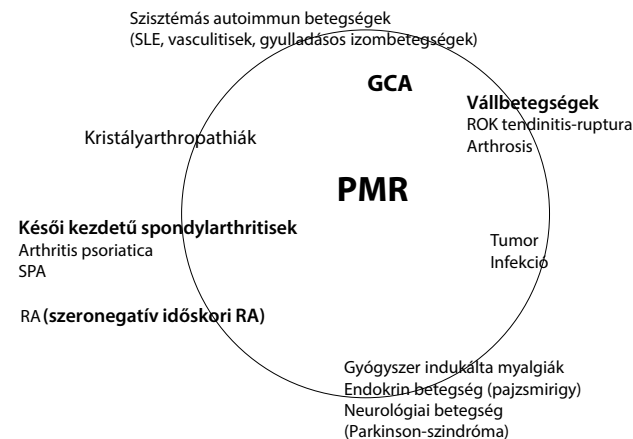 Szisztémás autoimmun betegségek
(SLE, vasculitisek, gyulladásos izombetegségek)
GCA
Vállbetegségek
ROK tendinitis-ruptura
Arthrosis
Kristályarthropathiák
PMR
Késői kezdetű spondylarthritisek
Arthritis psoriatica
SPA
Tumor
Infekció
RA (szeronegatív időskori RA)
Gyógyszer indukálta myalgiák
Endokrin betegség (pajzsmirigy)
Neurológiai betegség
(Parkinson-szindróma)